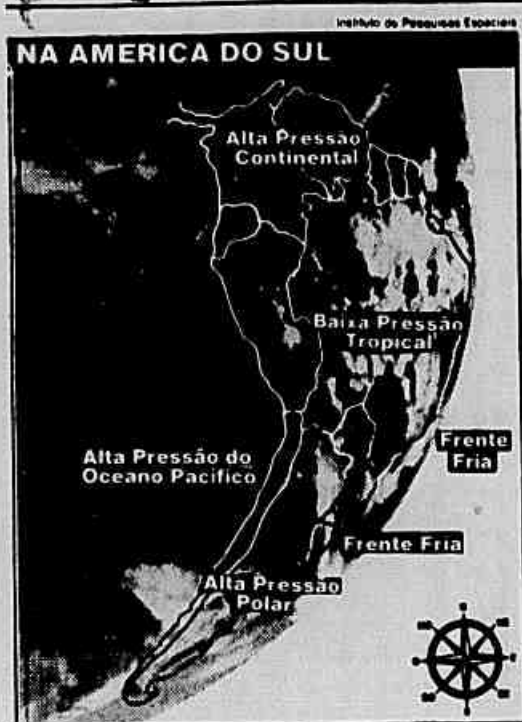 Instituto de Pesquisas Espaciais
NA AMERICA DO SUL
Alta Pressão
Continental
Baixa Pressão
Tropical
Alta Pressão do
Oceano Pacífico
Frente
Fria
Frente Fria
Alta Pressão
Polar